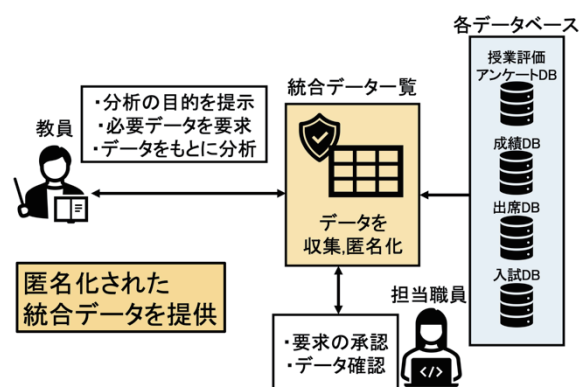 各データベース
授業評価
アンケートDB
成績DB
出席DB
入試DB
統合データ一覧
データを
収集,匿名化
・分析の目的を提示
・必要データを要求
・データをもとに分析
教員
匿名化された
統合データを提供
担当職員
・要求の承認
・データ確認
</>